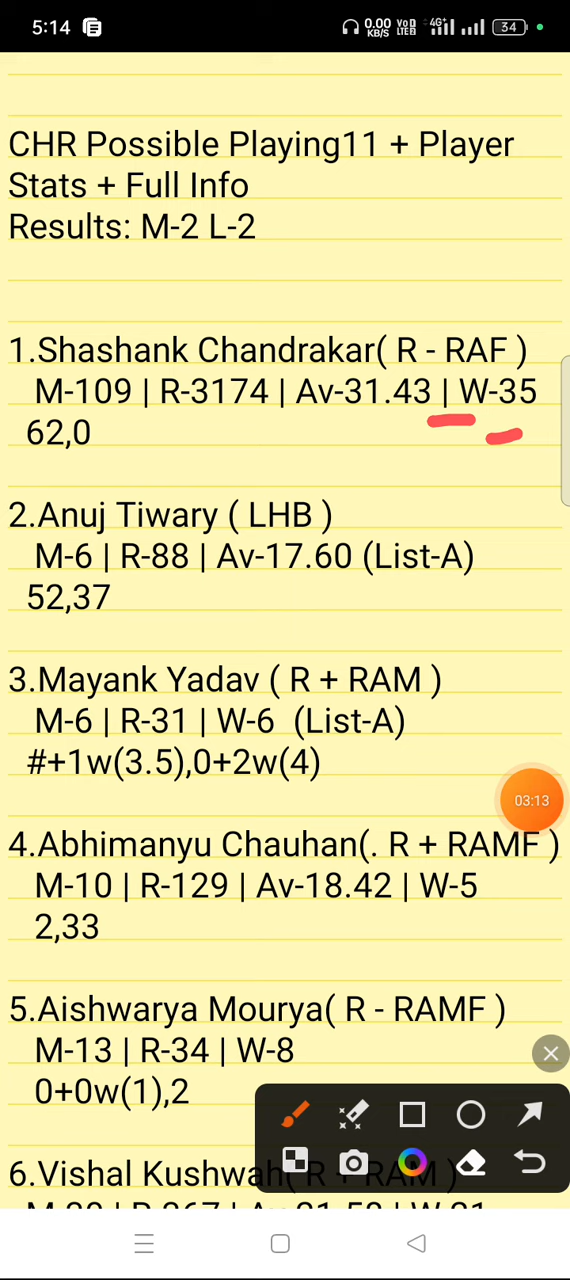 5:14
0.00 KB/S VoD LTE2 4G+ 34
CHR Possible Playing11 + Player
Stats + Full Info
Results: M-2 L-2
1.Shashank Chandrakar( R - RAF )
M-109 | R-3174 | Av-31.43 | W-35
62,0
2.Anuj Tiwary ( LHB )
M-6 | R-88 | Av-17.60 (List-A)
52,37
3.Mayank Yadav ( R + RAM )
M-6 | R-31 | W-6 (List-A)
#+1w(3.5),0+2w(4)
03:13
4.Abhimanyu Chauhan(. R + RAMF )
M-10 | R-129 | Av-18.42 | W-5
2,33
5.Aishwarya Mourya( R - RAMF )
M-13 | R-34 | W-8
0+0w(1),2
6.Vishal Kushwah( R + RAM )